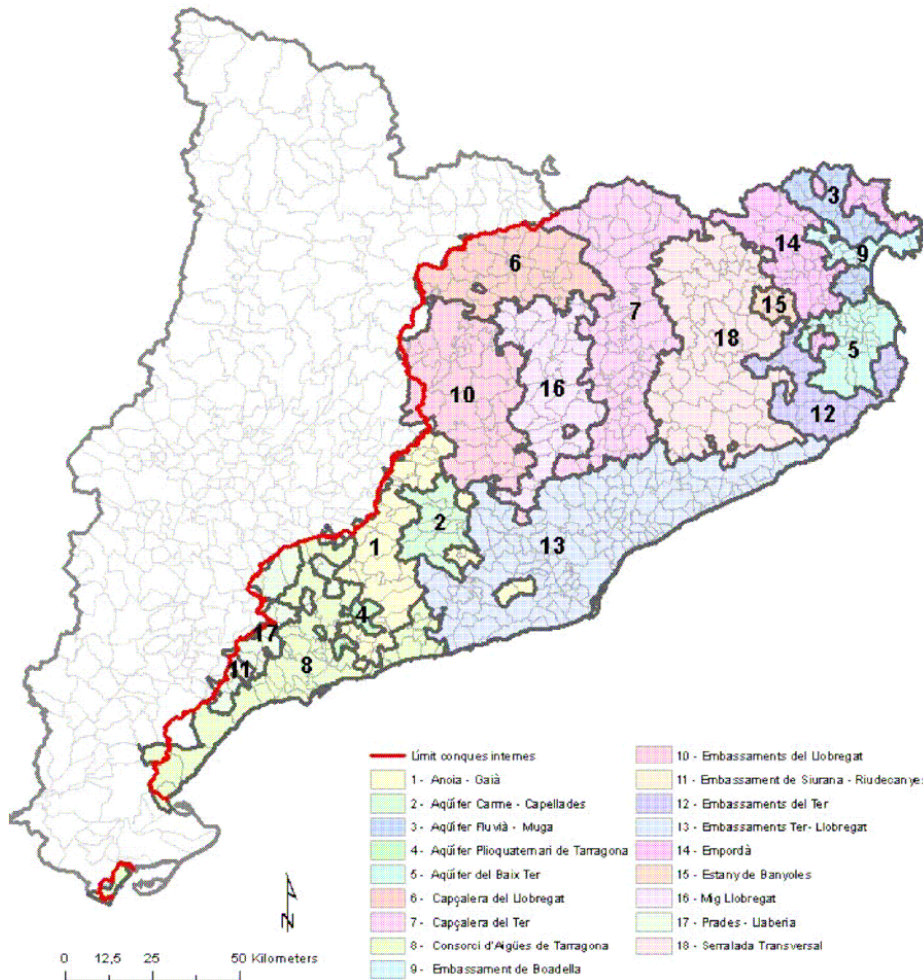 3
14
9
6
15
7
18
5
10
16
12
2
13
1
4
17
11
8
Límit conques internes
1 - Anoia - Gaià
2 - Aqüífer Carme - Capellades
3 - Aqüífer Fluvià - Muga
4 - Aqüífer Plioquaternari de Tarragona
5 - Aqüífer del Baix Ter
6 - Capçalera del Llobregat
7 - Capçalera del Ter
8 - Consorci d'Aigües de Tarragona
9 - Embassament de Boadella
10 - Embassaments del Llobregat
11 - Embassament de Siurana - Riudecanyes
12 - Embassaments del Ter
13 - Embassaments Ter- Llobregat
14 - Empordà
15 - Estany de Banyoles
16 - Mig Llobregat
17 - Prades - Llaberia
18 - Serralada Transversal
N
0 12,5 25 50 Kilometers